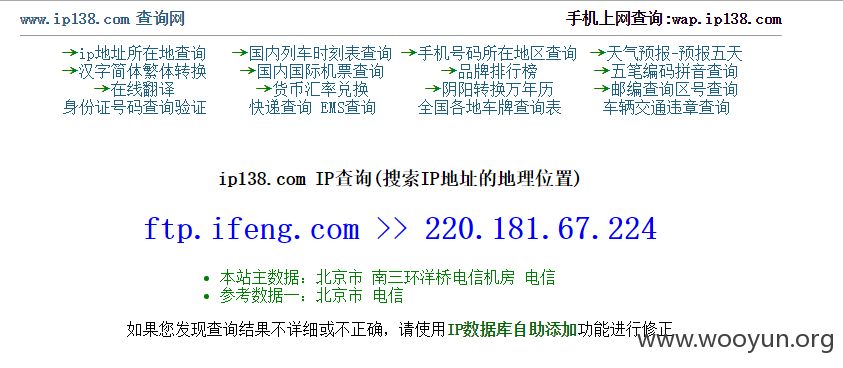 www.ip138.com 查询网 手机上网查询:wap.ip138.com
→ip地址所在地查询 →国内列车时刻表查询 →手机号码所在地区查询 →天气预报-预报五天
→汉字简体繁体转换 →国内国际机票查询 →品牌排行榜 →五笔编码拼音查询
→在线翻译 →货币汇率兑换 →阴阳转换万年历 →邮编查询区号查询
身份证号码查询验证 快递查询 EMS查询 全国各地车牌查询表 车辆交通违章查询
ip138.com IP查询(搜索IP地址的地理位置)
ftp.ifeng.com >> 220.181.67.224
• 本站主数据：北京市 南三环洋桥电信机房 电信
• 参考数据一：北京市 电信
如果您发现查询结果不详细或不正确，请使用IP数据库自助添加功能进行修正
www.wooyun.org